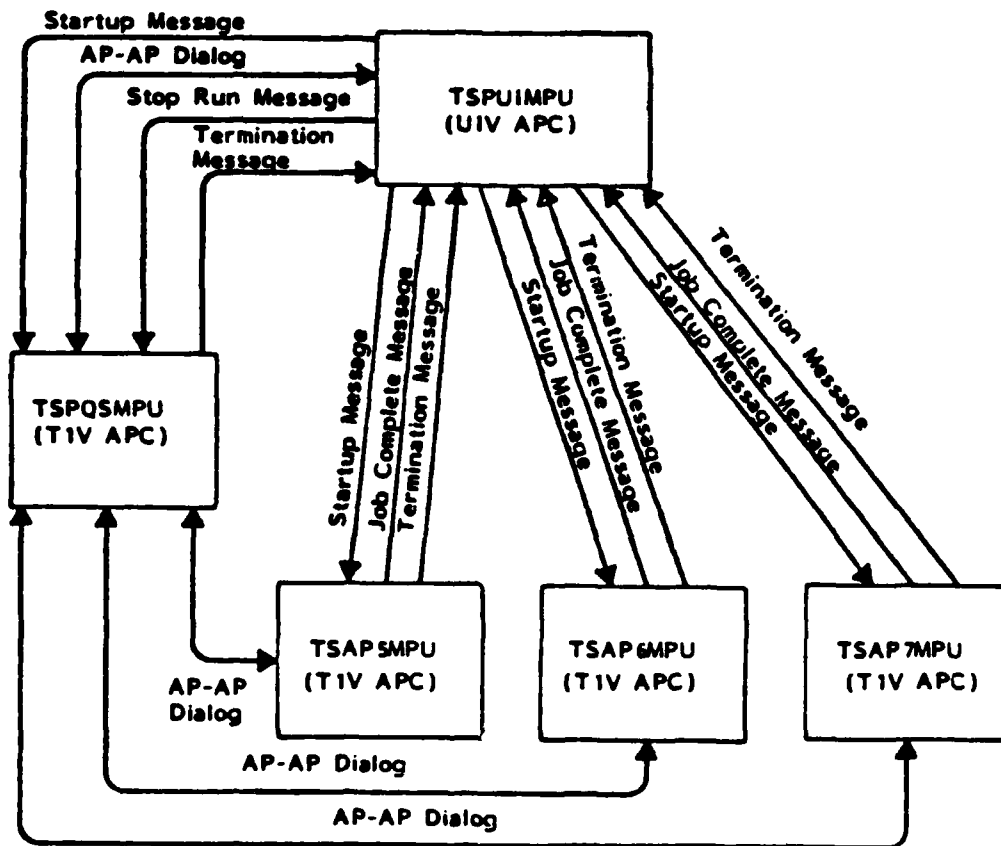 Startup Message
AP-AP Dialog
Stop Run Message
Termination
Message
TSPUIMPU
(UIV APC)
Startup Message
Job Complete Message
Termination Message
Startup Message
Job Complete Message
Termination Message
Startup Message
Job Complete Message
Termination Message
TSPQSMPU
(T1V APC)
TSAP5MPU
(T1V APC)
TSAP6MPU
(T1V APC)
TSAP7MPU
(T1V APC)
AP-AP
Dialog
AP-AP Dialog
AP-AP Dialog